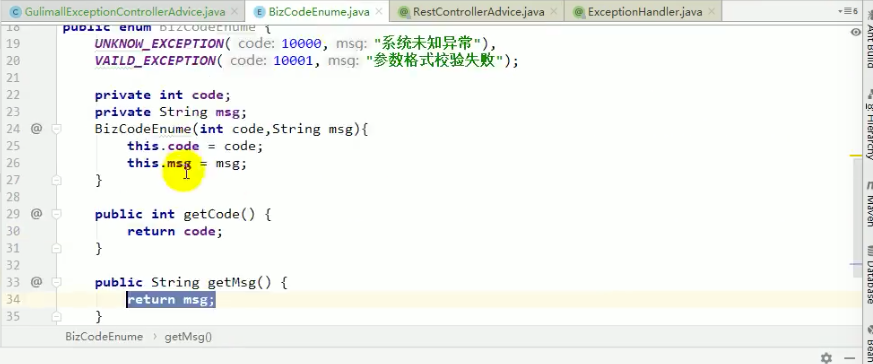 GulimallExceptionControllerAdvice.java BizCodeEnume.java RestControllerAdvice.java ExceptionHandler.java 6
18 public enum BizCodeEnume {
19 UNKNOW_EXCEPTION( code: 10000, msg: "系统未知异常"),
20 VAILD_EXCEPTION( code: 10001, msg: "参数格式校验失败");
21
22 private int code;
23 private String msg;
24 @ BizCodeEnume(int code,String msg){
25 this.code = code;
26 this.msg = msg;
27 }
28
29 @ public int getCode() {
30 return code;
31 }
32
33 @ public String getMsg() {
34 return msg;
35 }
BizCodeEnume › getMsg()
Ant Build
Hierarchy
Maven
Database
Bean